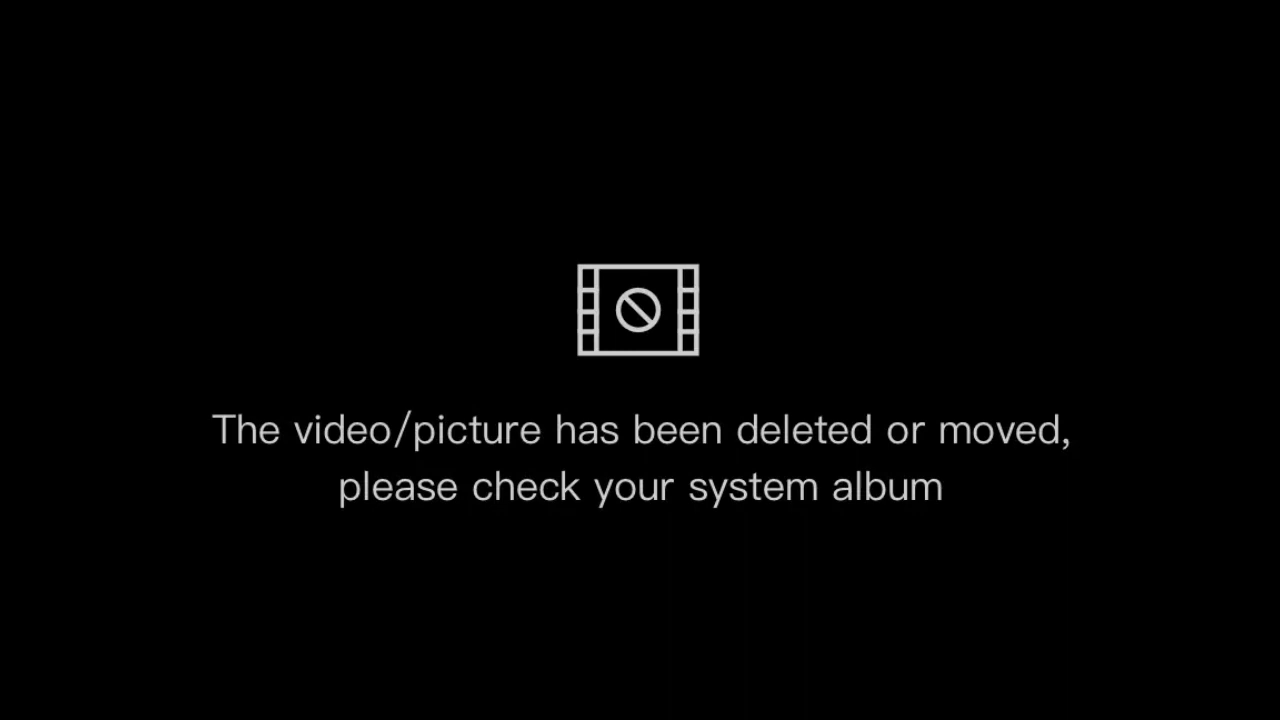 The video/picture has been deleted or moved,
please check your system album